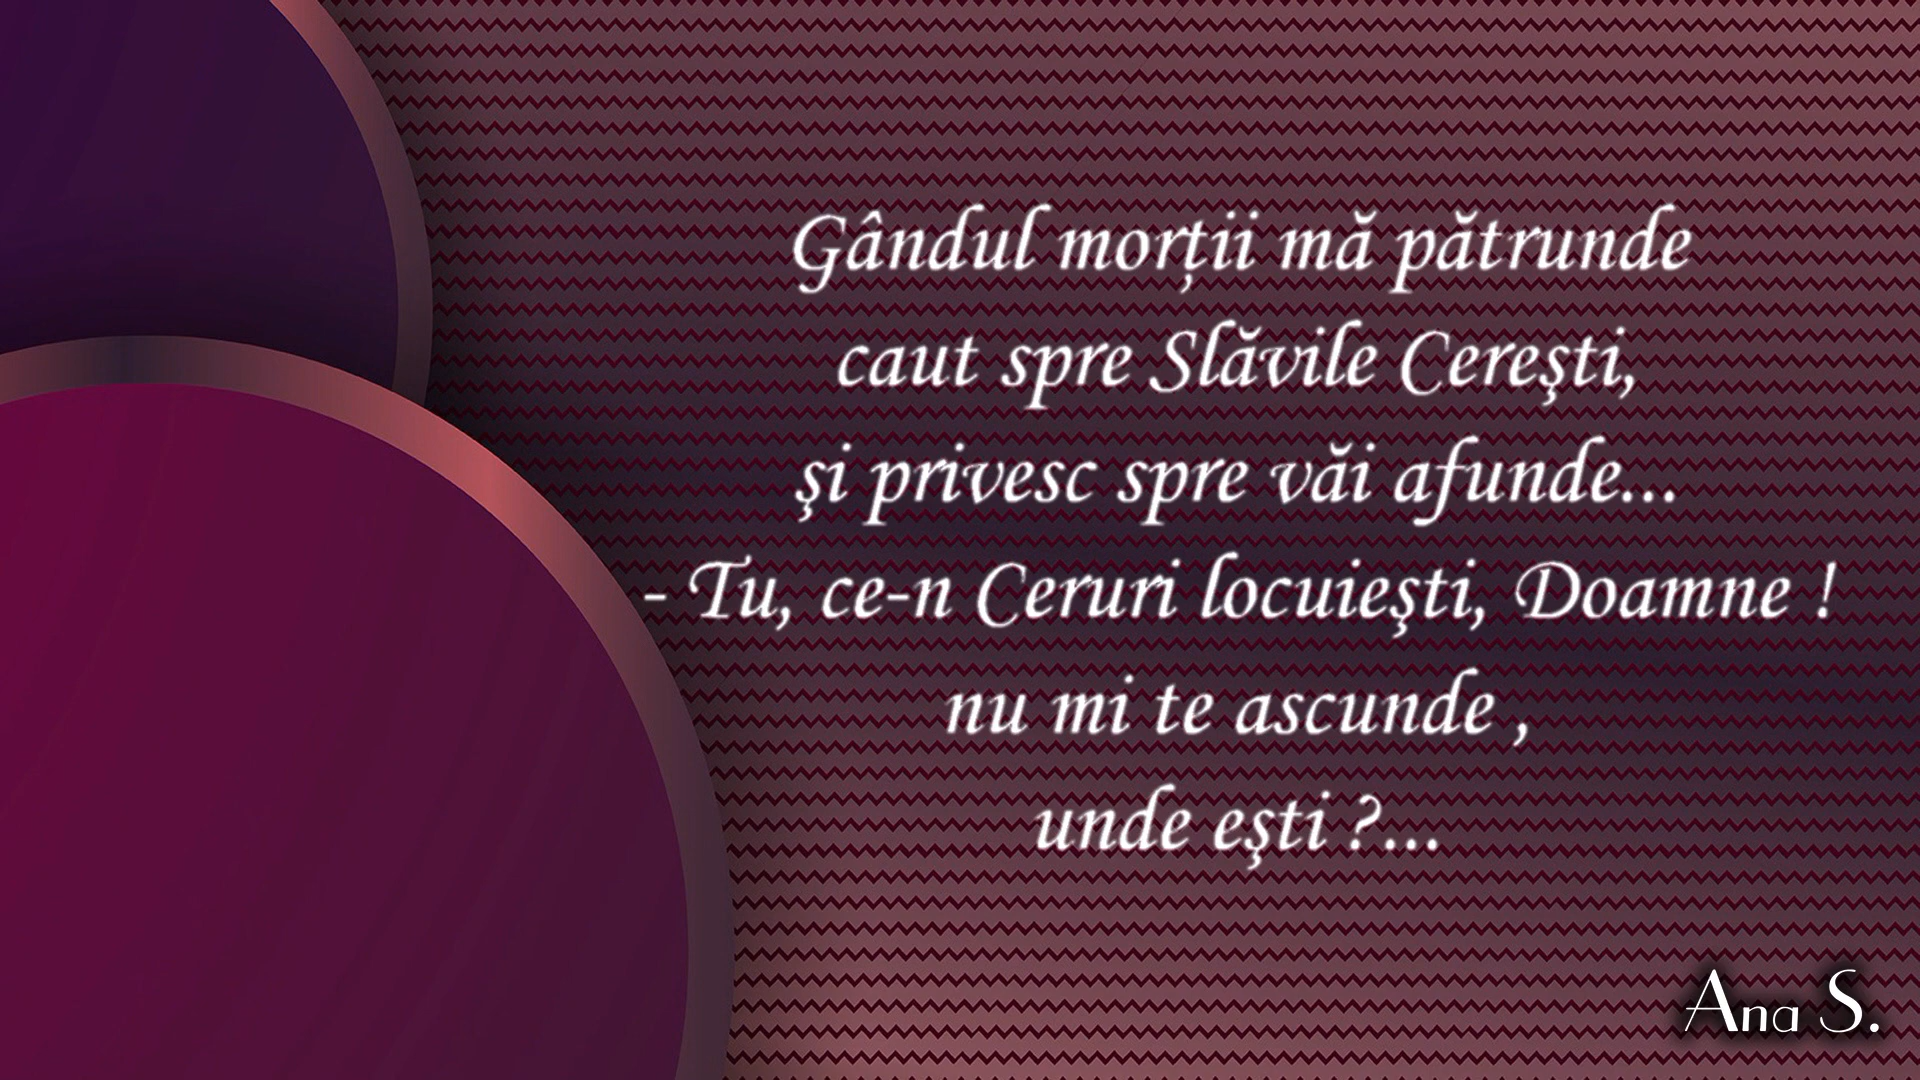 Gândul morții mă pătrunde
caut spre Slăvile Cereşti,
şi privesc spre văi afunde...
- Tu, ce-n Ceruri locuieşti, Doamne !
nu mi te ascunde ,
unde eşti ?...
Ana S.